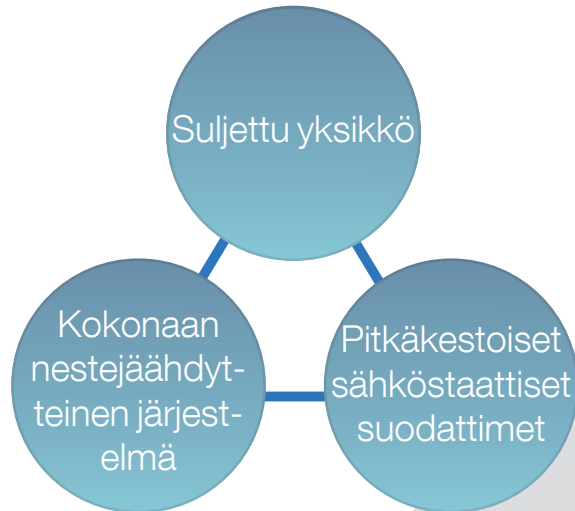 Suljettu yksikkö
Kokonaan
nestejäähdyt-
teinen järjest-
elmä
Pitkäkestoiset
sähköstaattiset
suodattimet